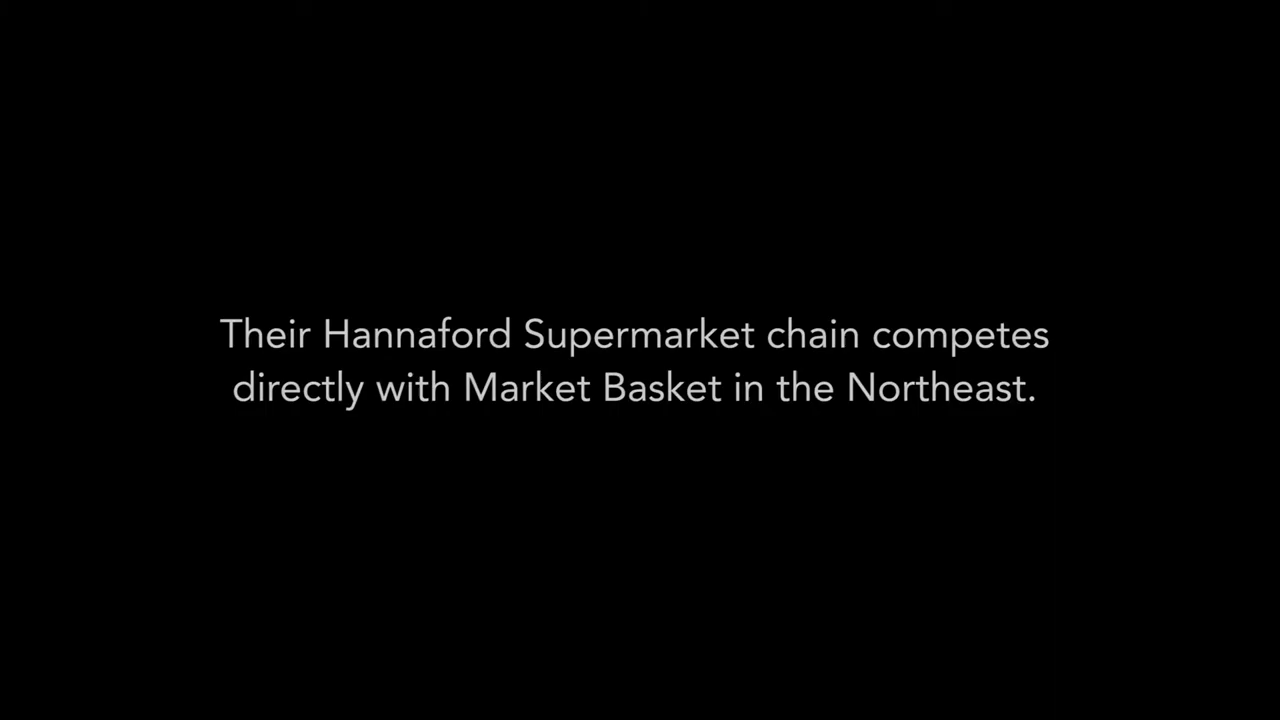 Their Hannaford Supermarket chain competes
directly with Market Basket in the Northeast.